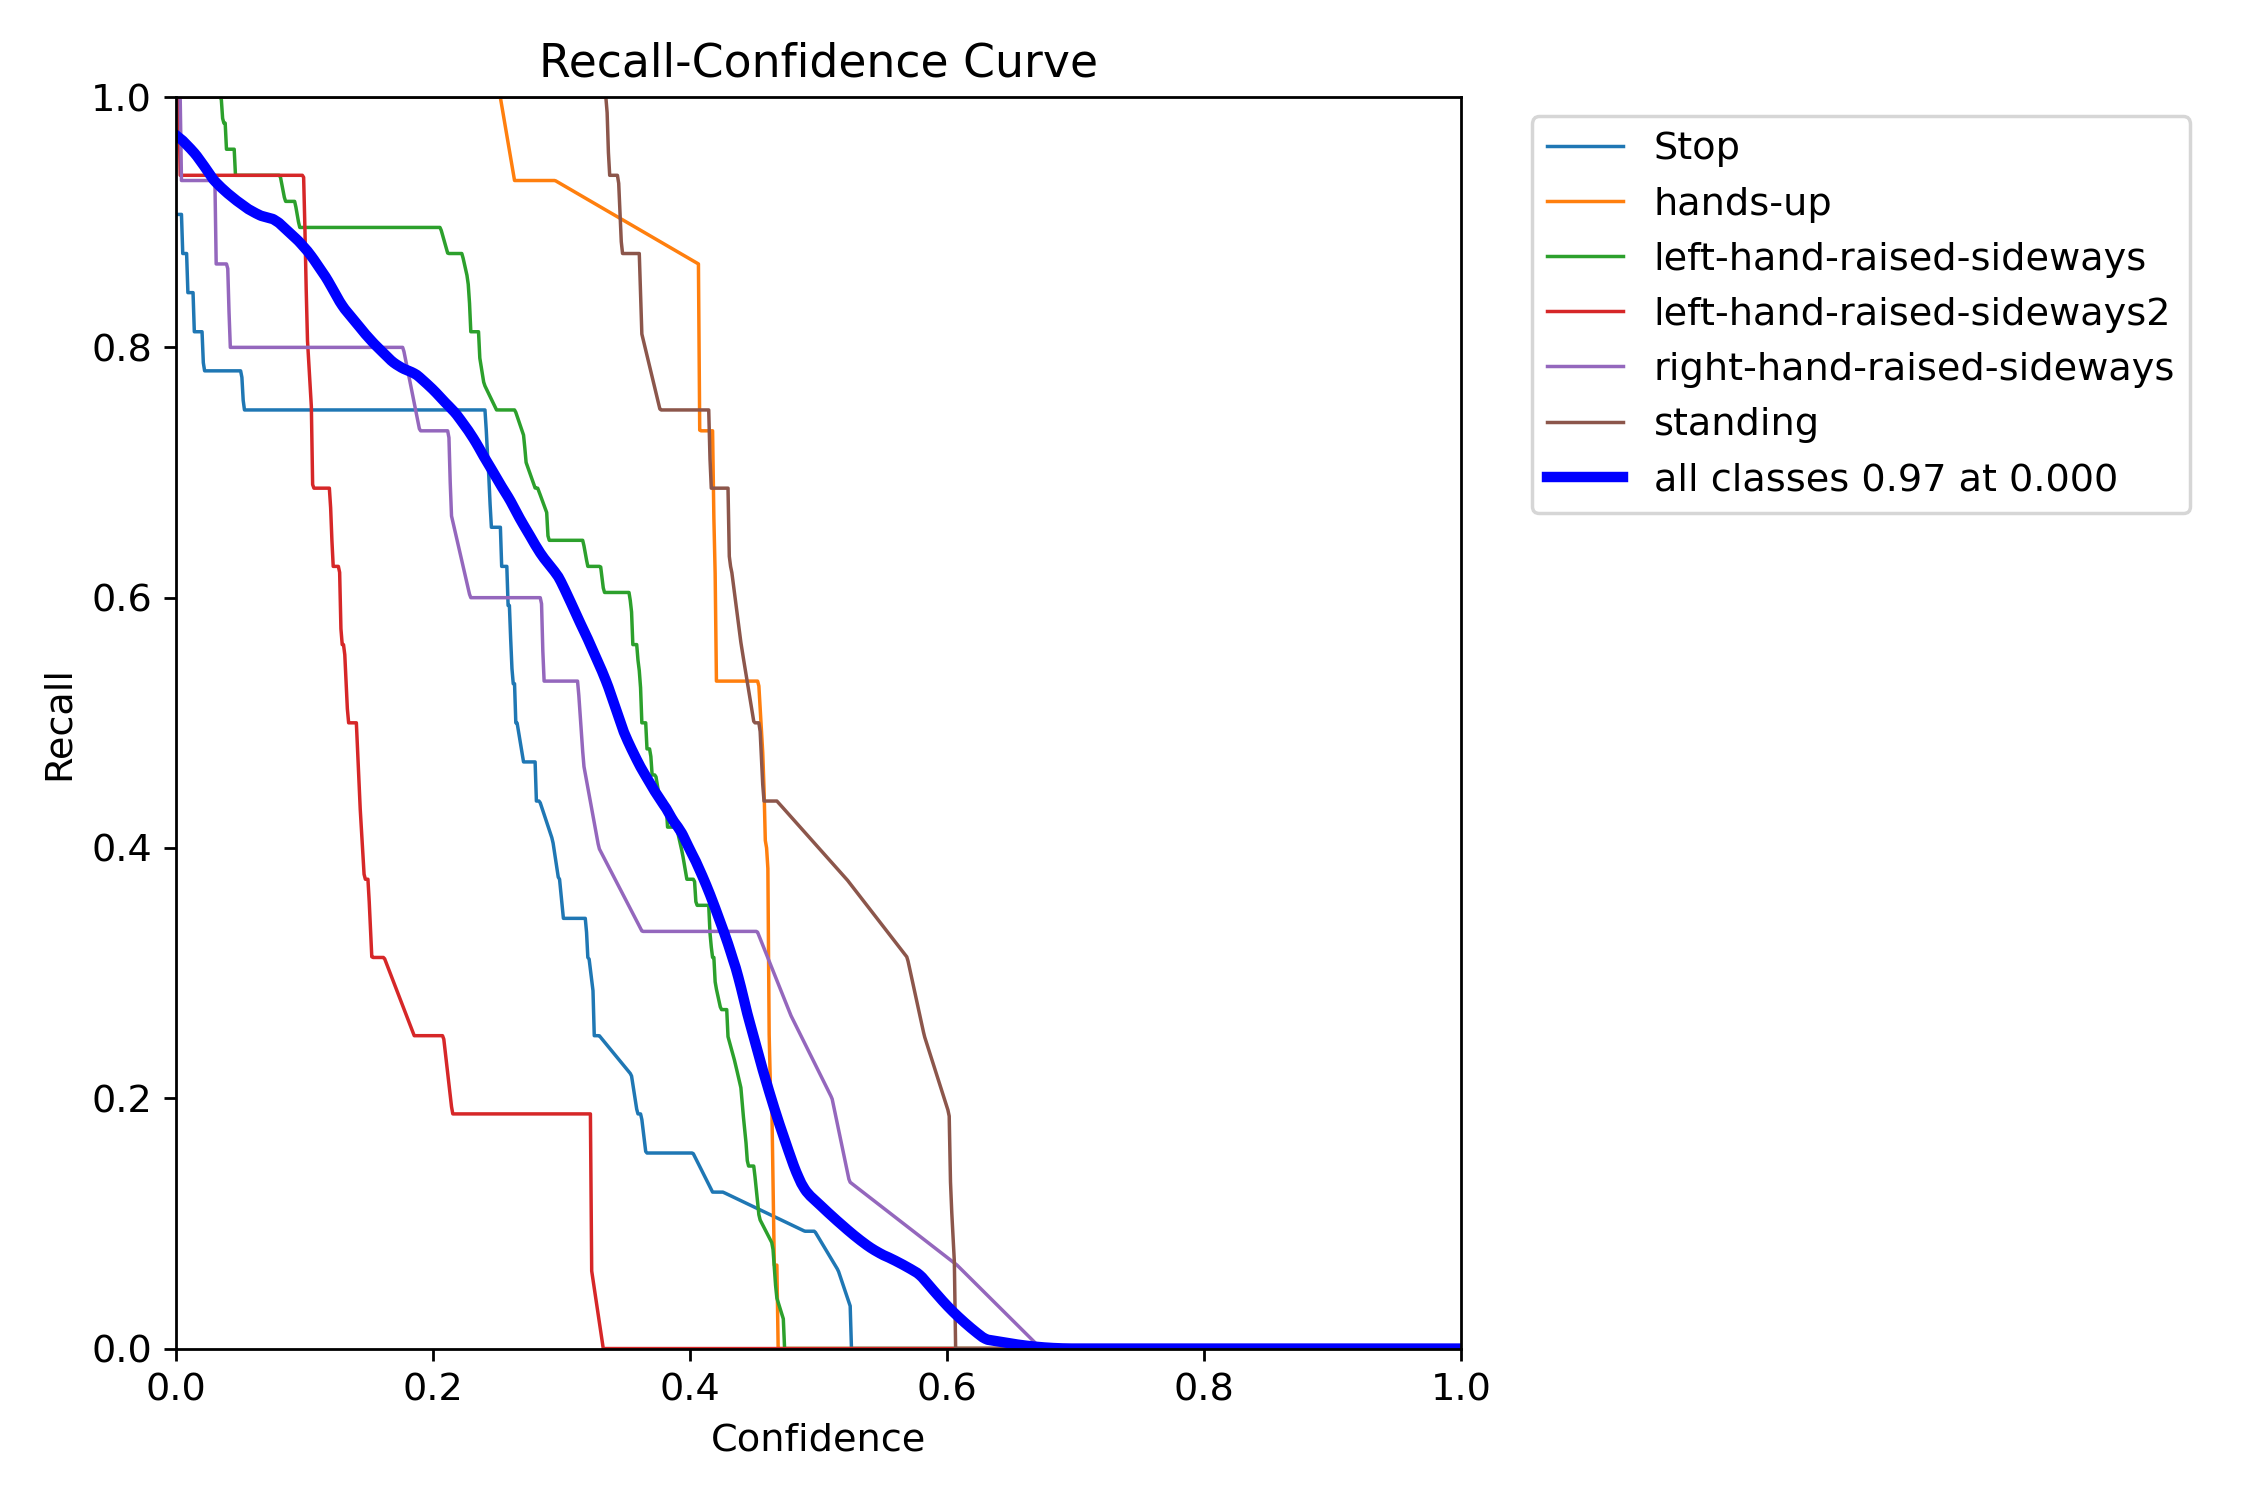 Recall-Confidence Curve
1.0
0.8
0.6
0.4
0.2
0.0
Recall
0.0 0.2 0.4 0.6 0.8 1.0
Confidence
Stop
hands-up
left-hand-raised-sideways
left-hand-raised-sideways2
right-hand-raised-sideways
standing
all classes 0.97 at 0.000